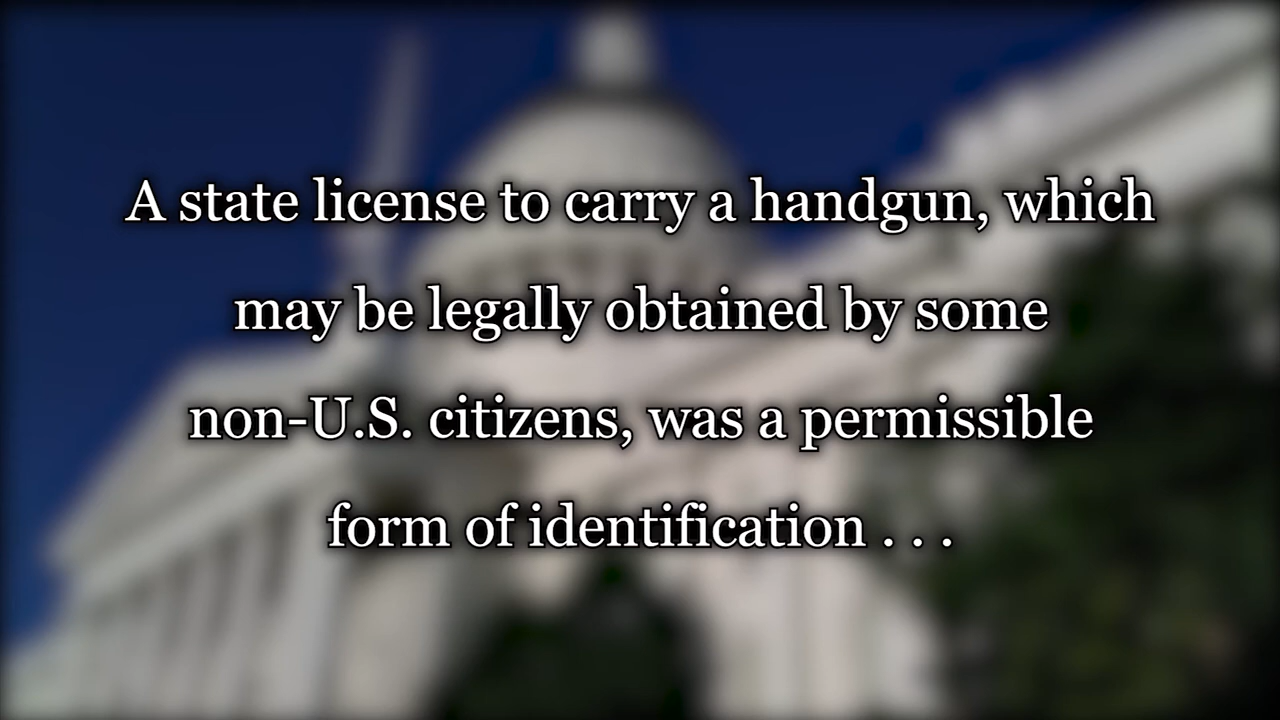 A state license to carry a handgun, which
may be legally obtained by some
non-U.S. citizens, was a permissible
form of identification . . .